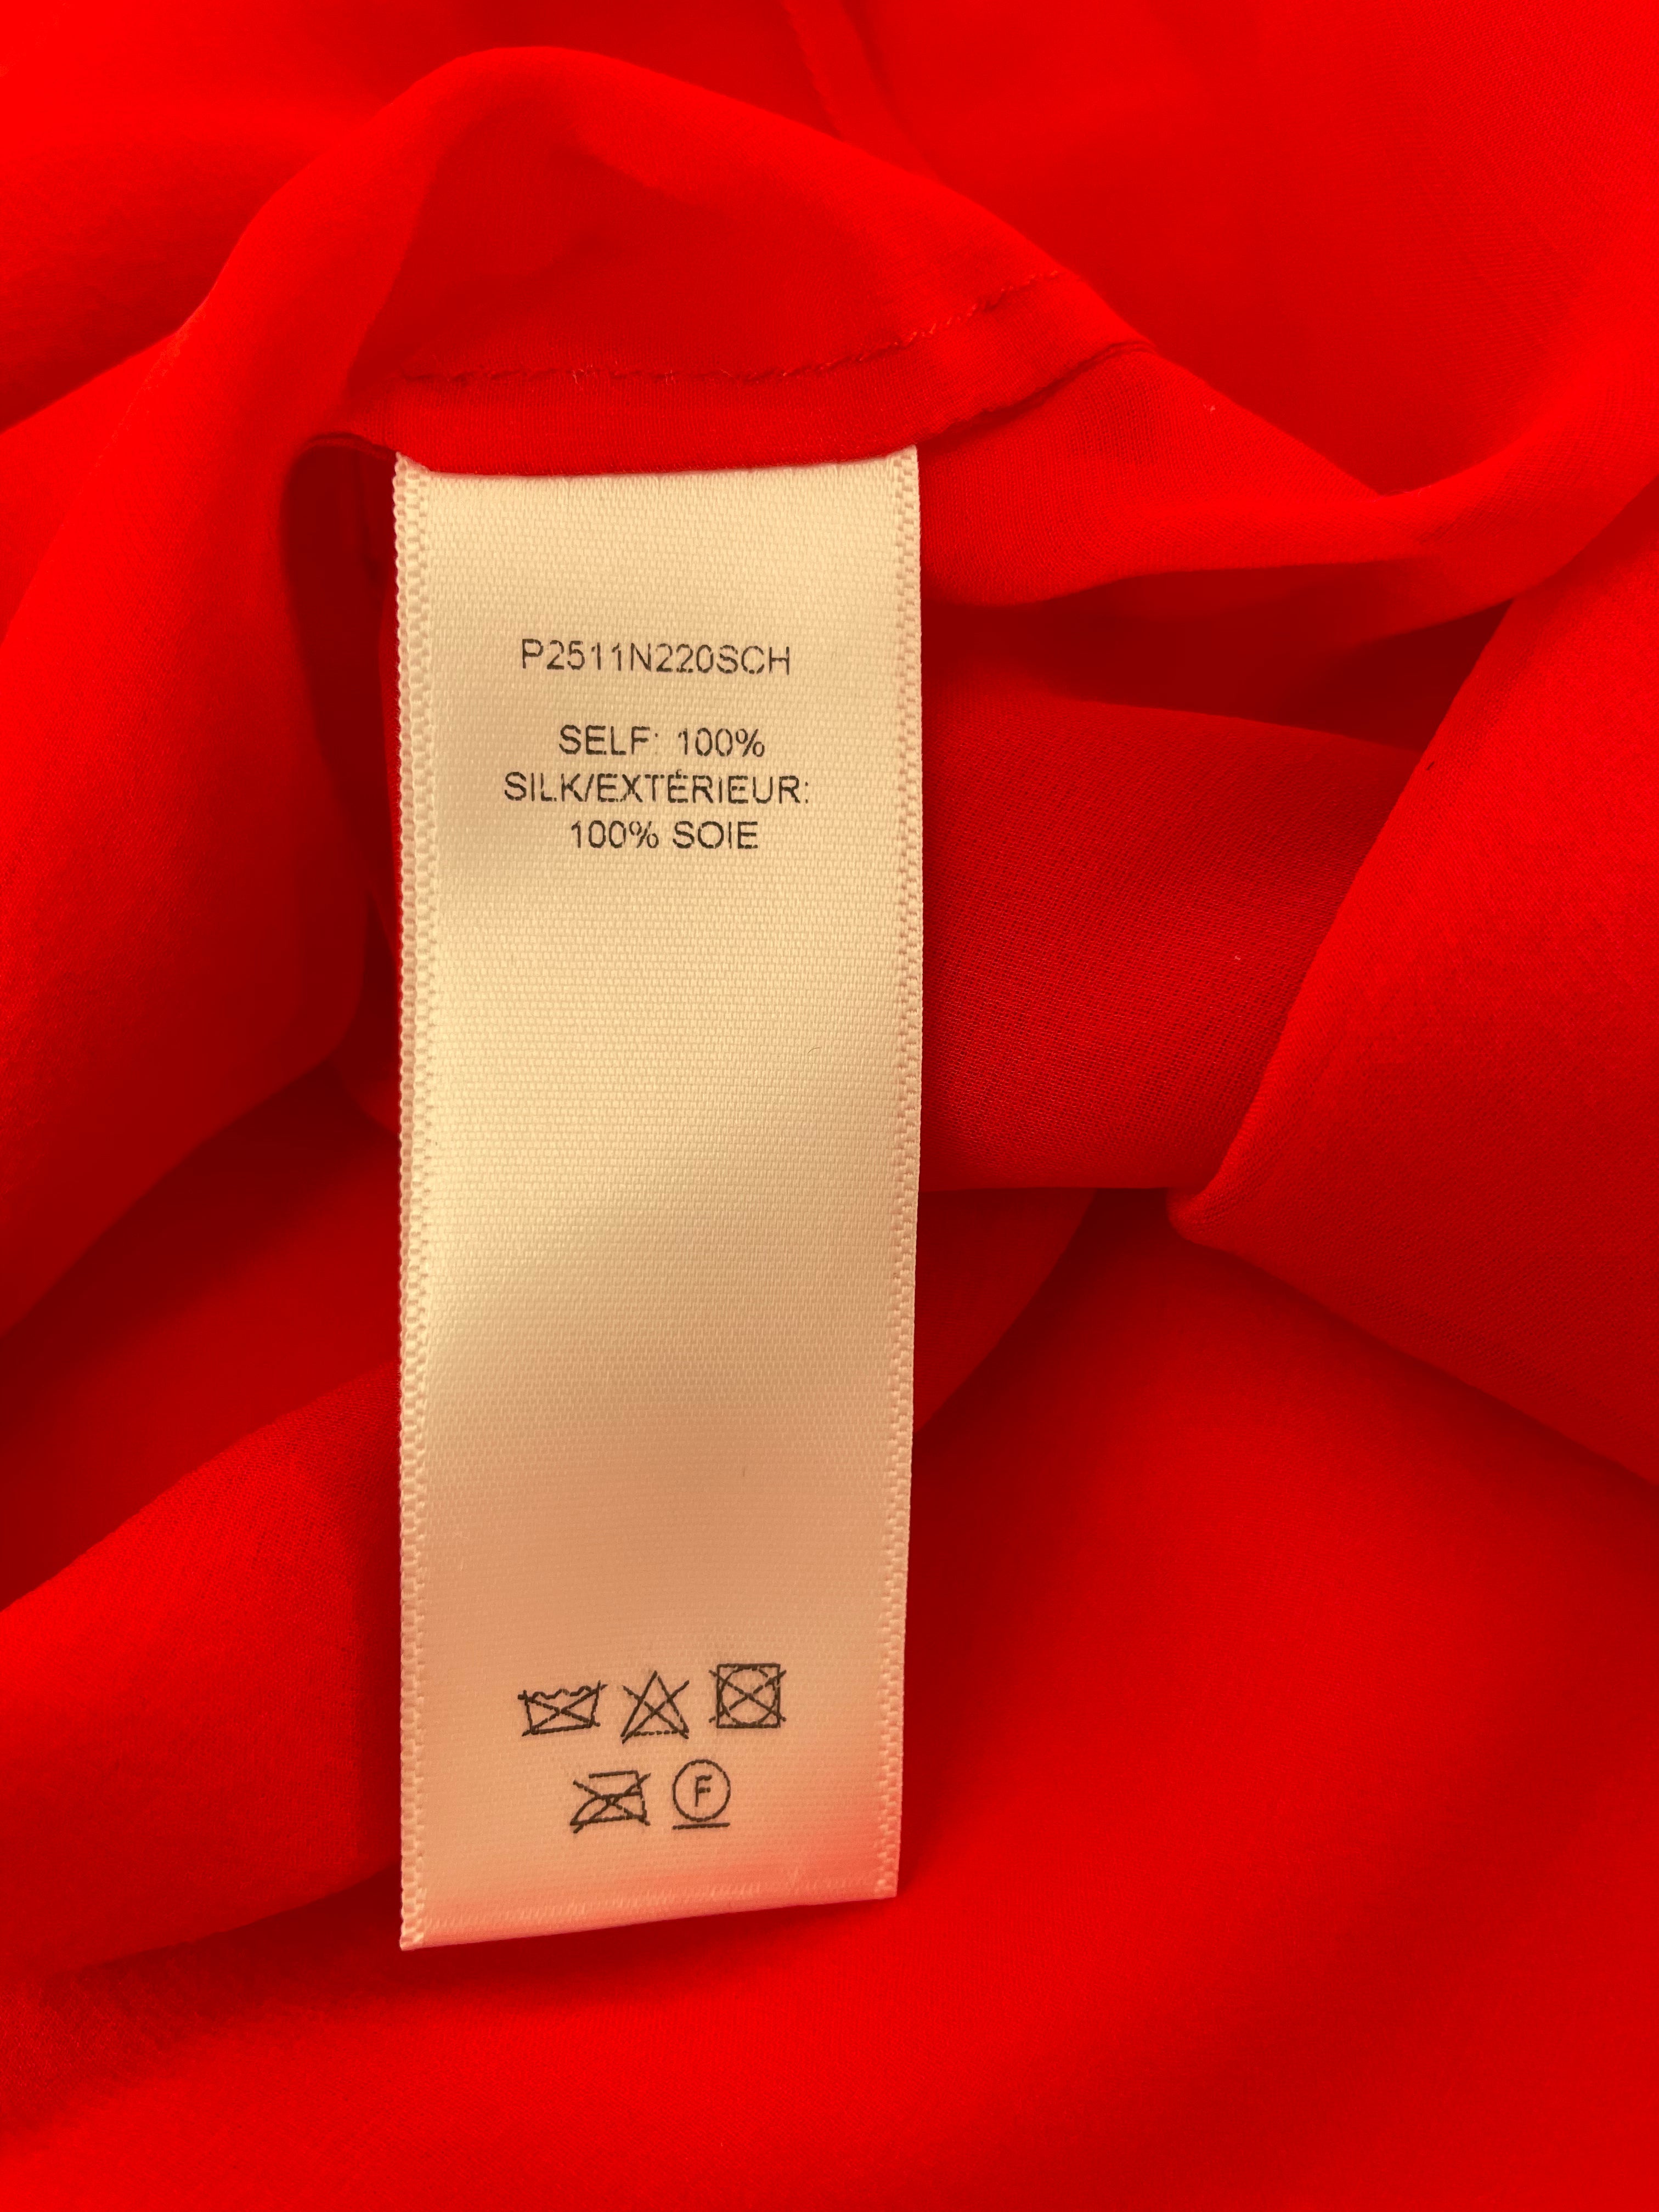 P2511N220SCH
SELF: 100%
SILK/EXTÉRIEUR:
100% SOIE
F